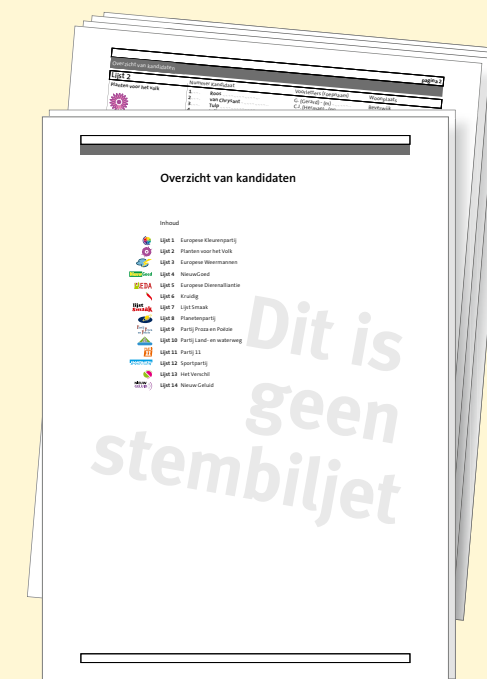 Overzicht van kandidaten
pagina 2
Lijst 2
Nummer Kandidaat
Voorletters (roepnaam)
Woonplaats
Planten voor het Volk
1 Roos
G. (Gerard) - (m)
2 van Chrysant
3 Tulp
Overzicht van kandidaten
Inhoud
Lijst 1 Europese Kleurenpartij
Lijst 2 Planten voor het Volk
Lijst 3 Europese Weermannen
Lijst 4 NieuwGoed
EDA Lijst 5 Europese Dierenalliantie
Lijst 6 Kruidig
lijst smaak Lijst 7 Lijst Smaak
Lijst 8 Planetenpartij
Lijst 9 Partij Proza en Poëzie
Lijst 10 Partij Land- en waterweg
Lijst 11 Partij 11
Lijst 12 Sportpartij
Lijst 13 Het Verschil
Lijst 14 Nieuw Geluid
Dit is
geen
stembiljet